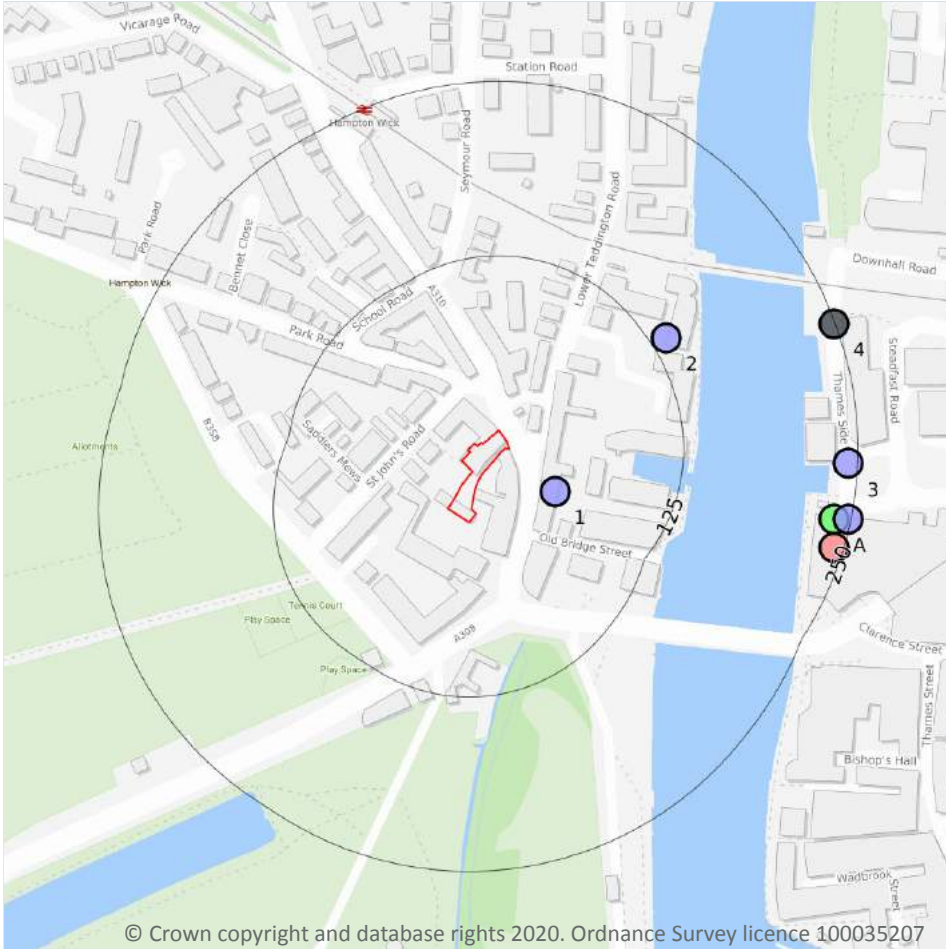 Vicarage Road
Station Road
Hampton Wick
Seymour Road
Park Road
Bennet Close
Lower Teddington Road
Downhall Road
Hampton Wick
School Road
A310
Park Road
2
4
Steadfast Road
Thames Side
B358
Saddlers Mews
St John's Road
Allotments
3
1
125
A
250
Old Bridge Street
Tennis Court
Play Space
A308
Clarence Street
Play Space
Thames Street
Bishop's Hall
Wadbrook
Street
© Crown copyright and database rights 2020. Ordnance Survey licence 100035207